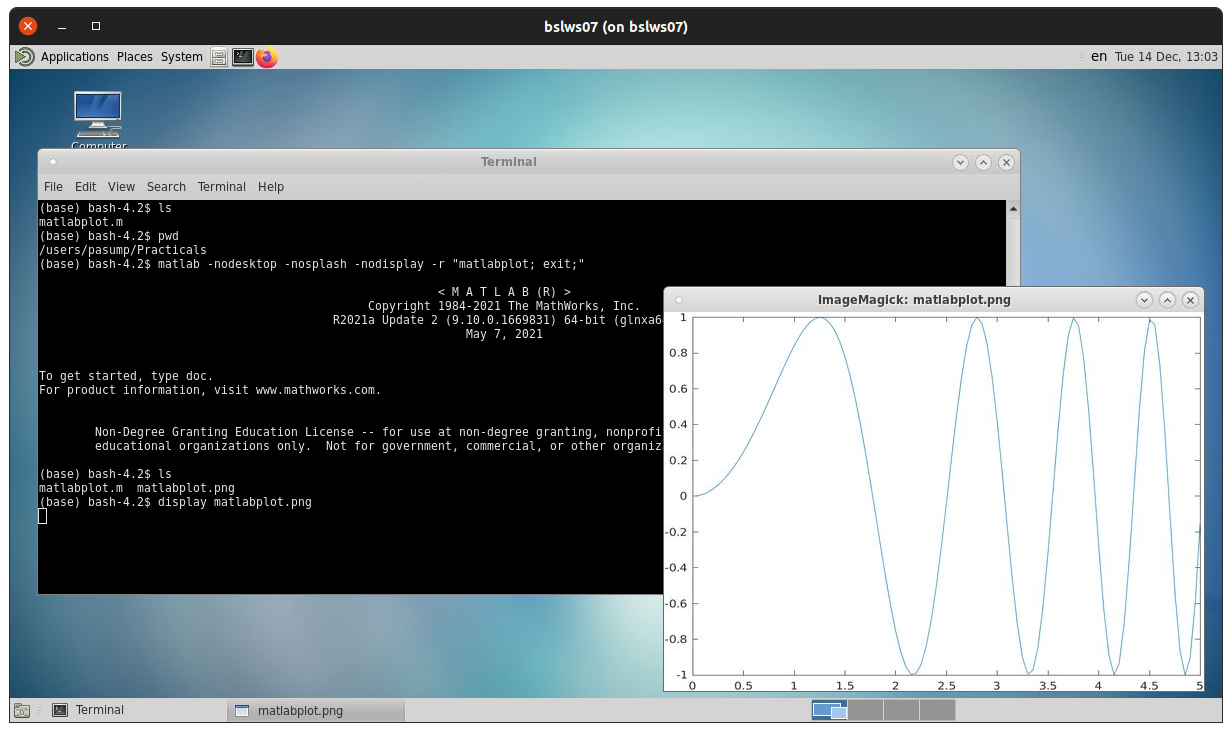 bslws07 (on bslws07)
Applications Places System en Tue 14 Dec, 13:03
Computer
Terminal
File Edit View Search Terminal Help
(base) bash-4.2$ ls
matlabplot.m
(base) bash-4.2$ pwd
/users/pasump/Practicals
(base) bash-4.2$ matlab -nodesktop -nosplash -nodisplay -r "matlabplot; exit;"
< M A T L A B (R) >
Copyright 1984-2021 The MathWorks, Inc.
R2021a Update 2 (9.10.0.1669831) 64-bit (glnxa6
May 7, 2021
To get started, type doc.
For product information, visit www.mathworks.com.
Non-Degree Granting Education License -- for use at non-degree granting, nonprofi
educational organizations only.  Not for government, commercial, or other organiz
(base) bash-4.2$ ls
matlabplot.m  matlabplot.png
(base) bash-4.2$ display matlabplot.png
ImageMagick: matlabplot.png
1
0.8
0.6
0.4
0.2
0
-0.2
-0.4
-0.6
-0.8
-1
0 0.5 1 1.5 2 2.5 3 3.5 4 4.5 5
Terminal matlabplot.png